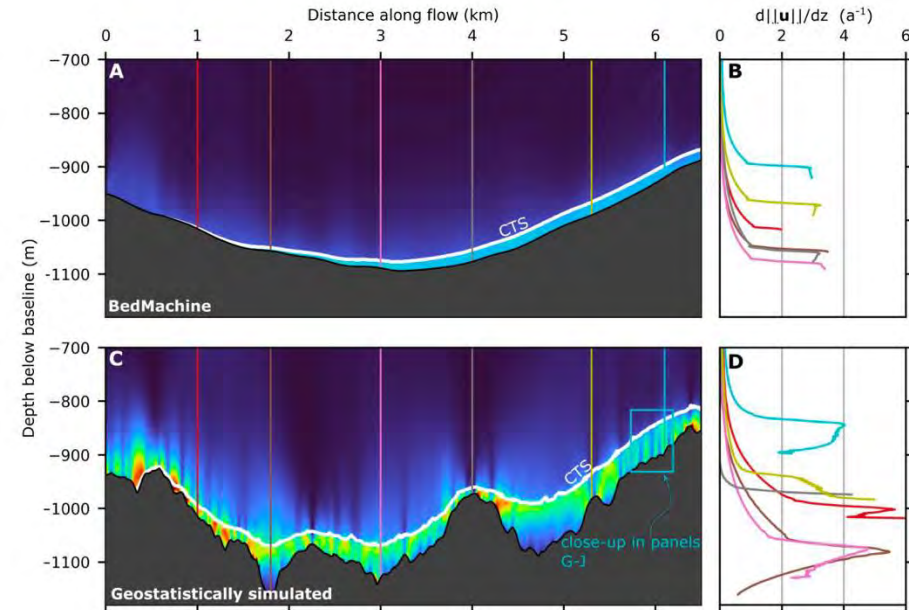 Distance along flow (km)
d||u||/dz (a⁻¹)
0 1 2 3 4 5 6
0 2 4 6
A
B
−700
−800
−900
−1000
−1100
CTS
BedMachine
Depth below baseline (m)
C
D
−700
−800
−900
−1000
−1100
CTS
close-up in panels
G-J
Geostatistically simulated